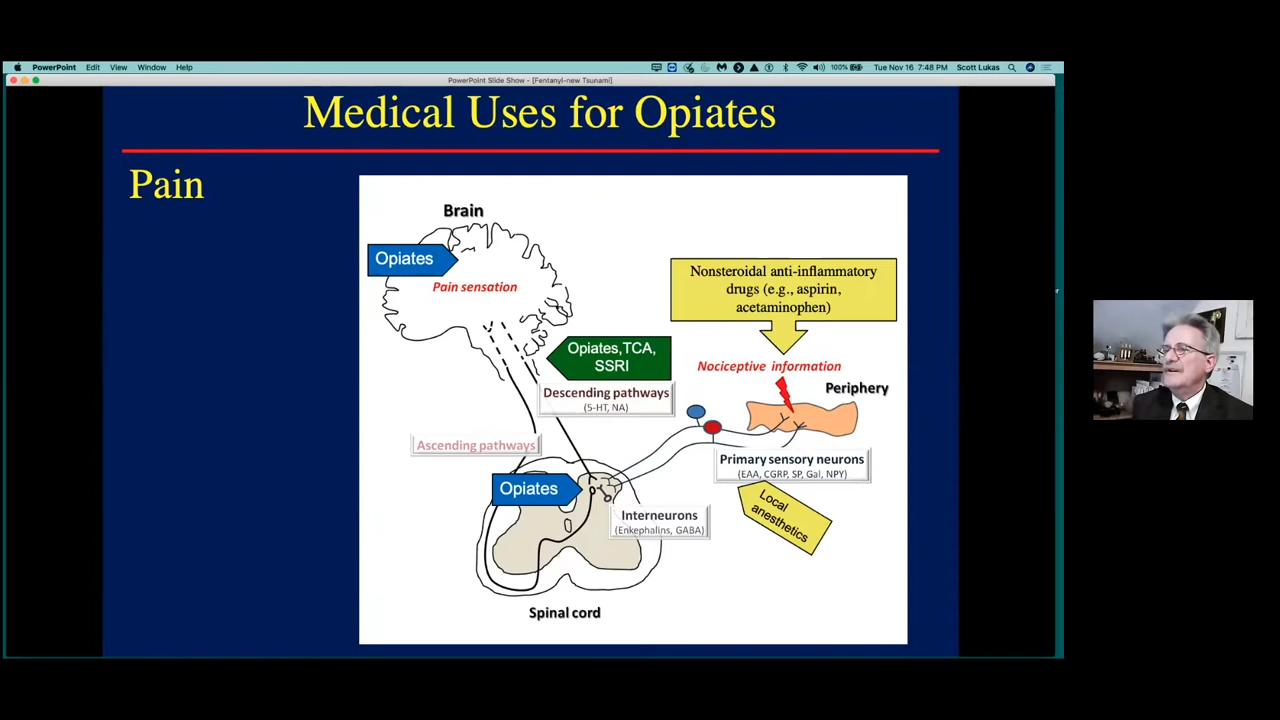 PowerPoint Edit View Window Help 100% Tue Nov 16 7:48 PM Scott Lukas
PowerPoint Slide Show - [Fentanyl-new Tsunami]
Medical Uses for Opiates
Pain
Brain
Opiates
Pain sensation
Nonsteroidal anti-inflammatory
drugs (e.g., aspirin,
acetaminophen)
Opiates,TCA,
SSRI
Nociceptive information
Periphery
Descending pathways
(5-HT, NA)
Ascending pathways
Primary sensory neurons
(EAA, CGRP, SP, Gal, NPY)
Opiates
Local
anesthetics
Interneurons
(Enkephalins, GABA)
Spinal cord